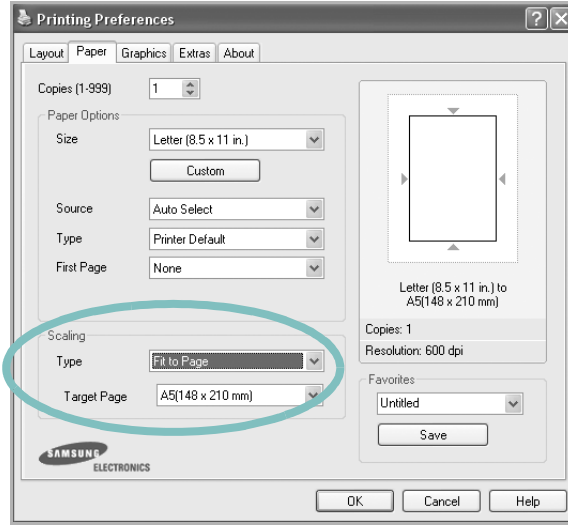 Printing Preferences
Layout Paper Graphics Extras About
Copies (1-999) 1
Paper Options
Size Letter (8.5 x 11 in.)
Custom
Source Auto Select
Type Printer Default
First Page None
Letter (8.5 x 11 in.) to
A5(148 x 210 mm)
Copies: 1
Resolution: 600 dpi
Scaling
Type Fit to Page
Target Page A5(148 x 210 mm)
Favorites
Untitled
Save
SAMSUNG
ELECTRONICS
OK Cancel Help